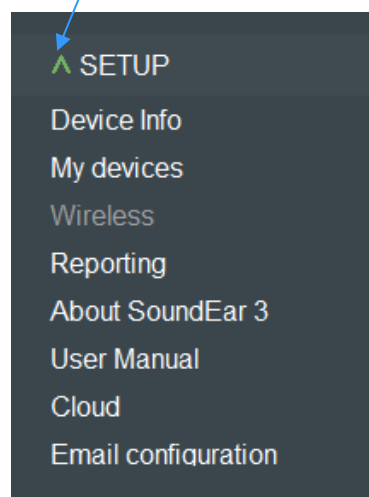 SETUP
Device Info
My devices
Wireless
Reporting
About SoundEar 3
User Manual
Cloud
Email configuration